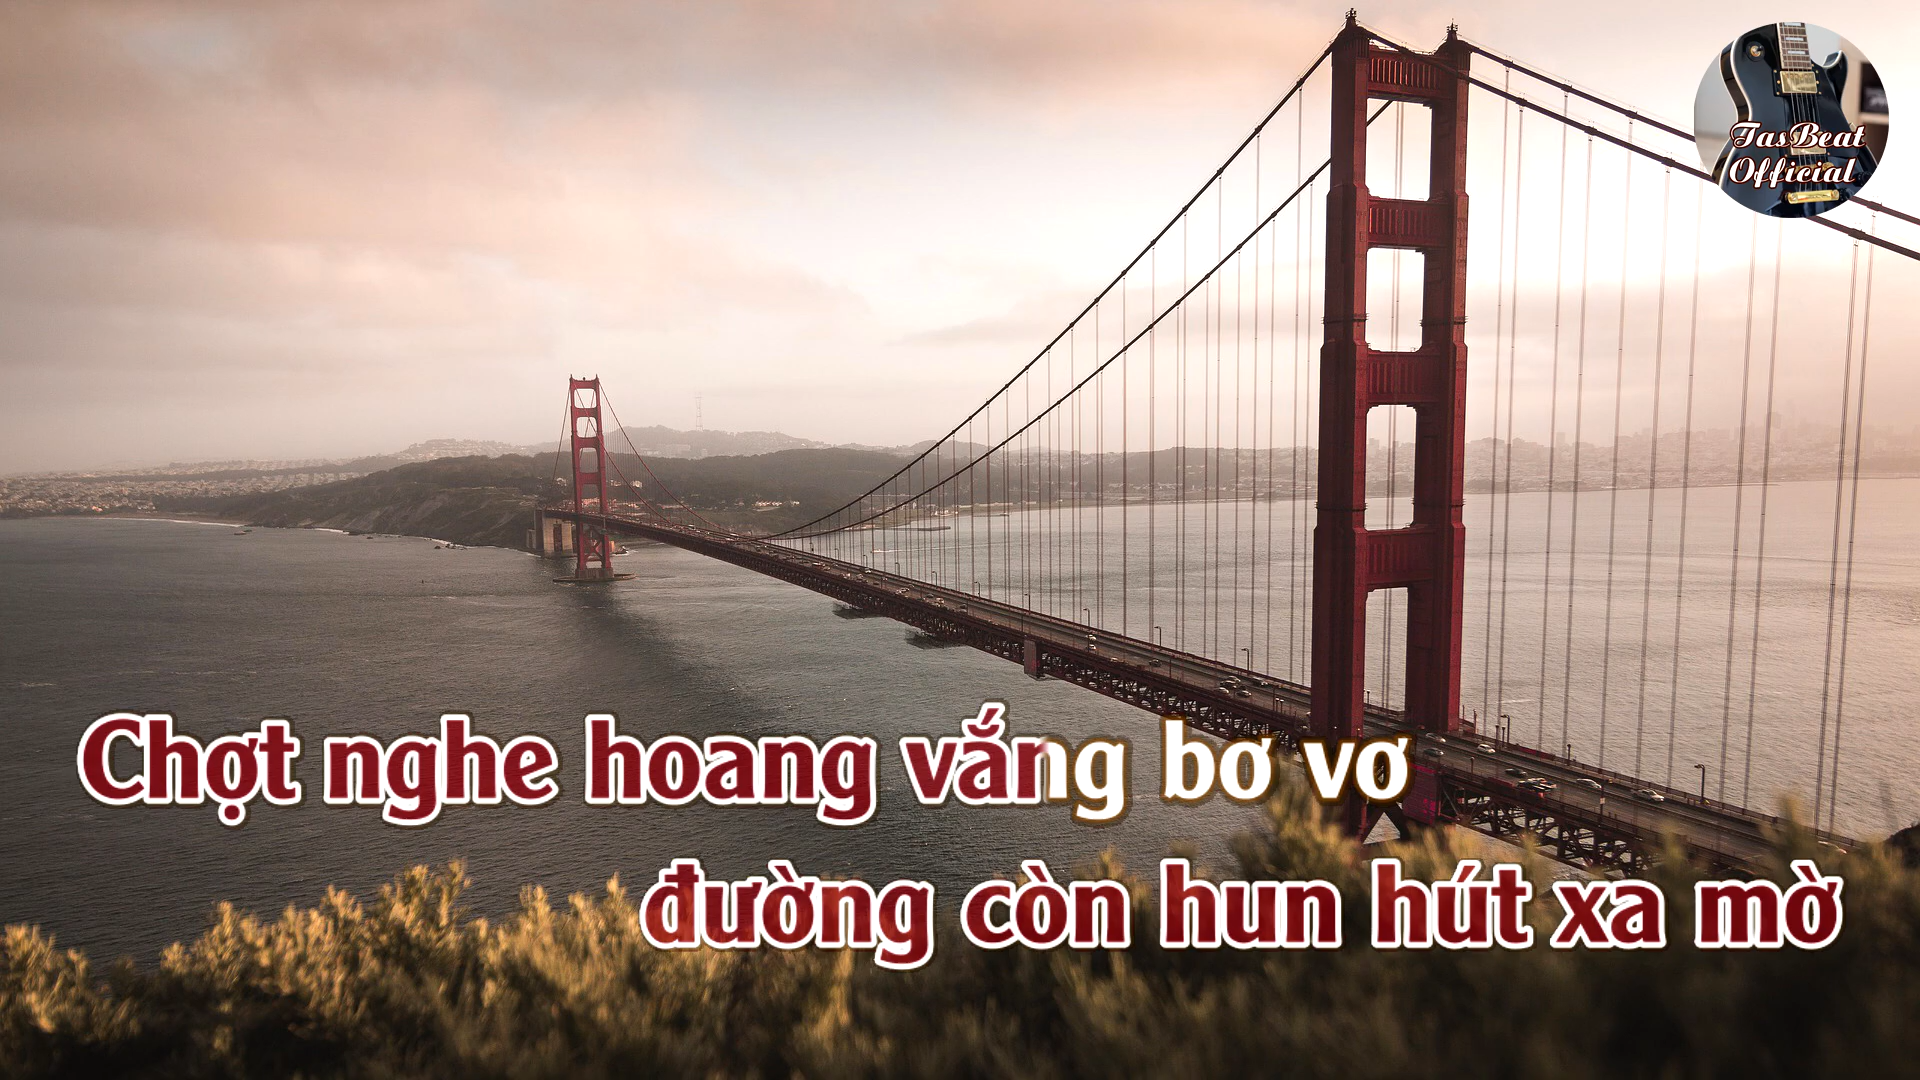 TasBeat
Official
Chợt nghe hoang vắng bơ vơ
đường còn hun hút xa mờ